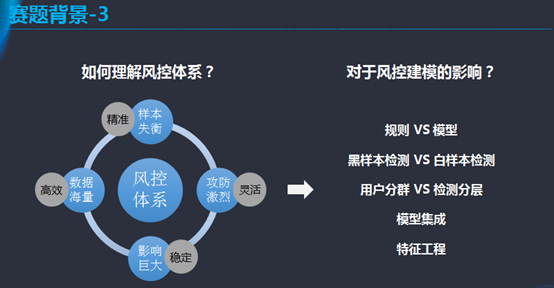 赛题背景-3
如何理解风控体系？
对于风控建模的影响？
精准
样本
失衡
高效
数据
海量
风控
体系
攻防
激烈
灵活
影响
巨大
稳定
规则 VS 模型
黑样本检测 VS 白样本检测
用户分群 VS 检测分层
模型集成
特征工程